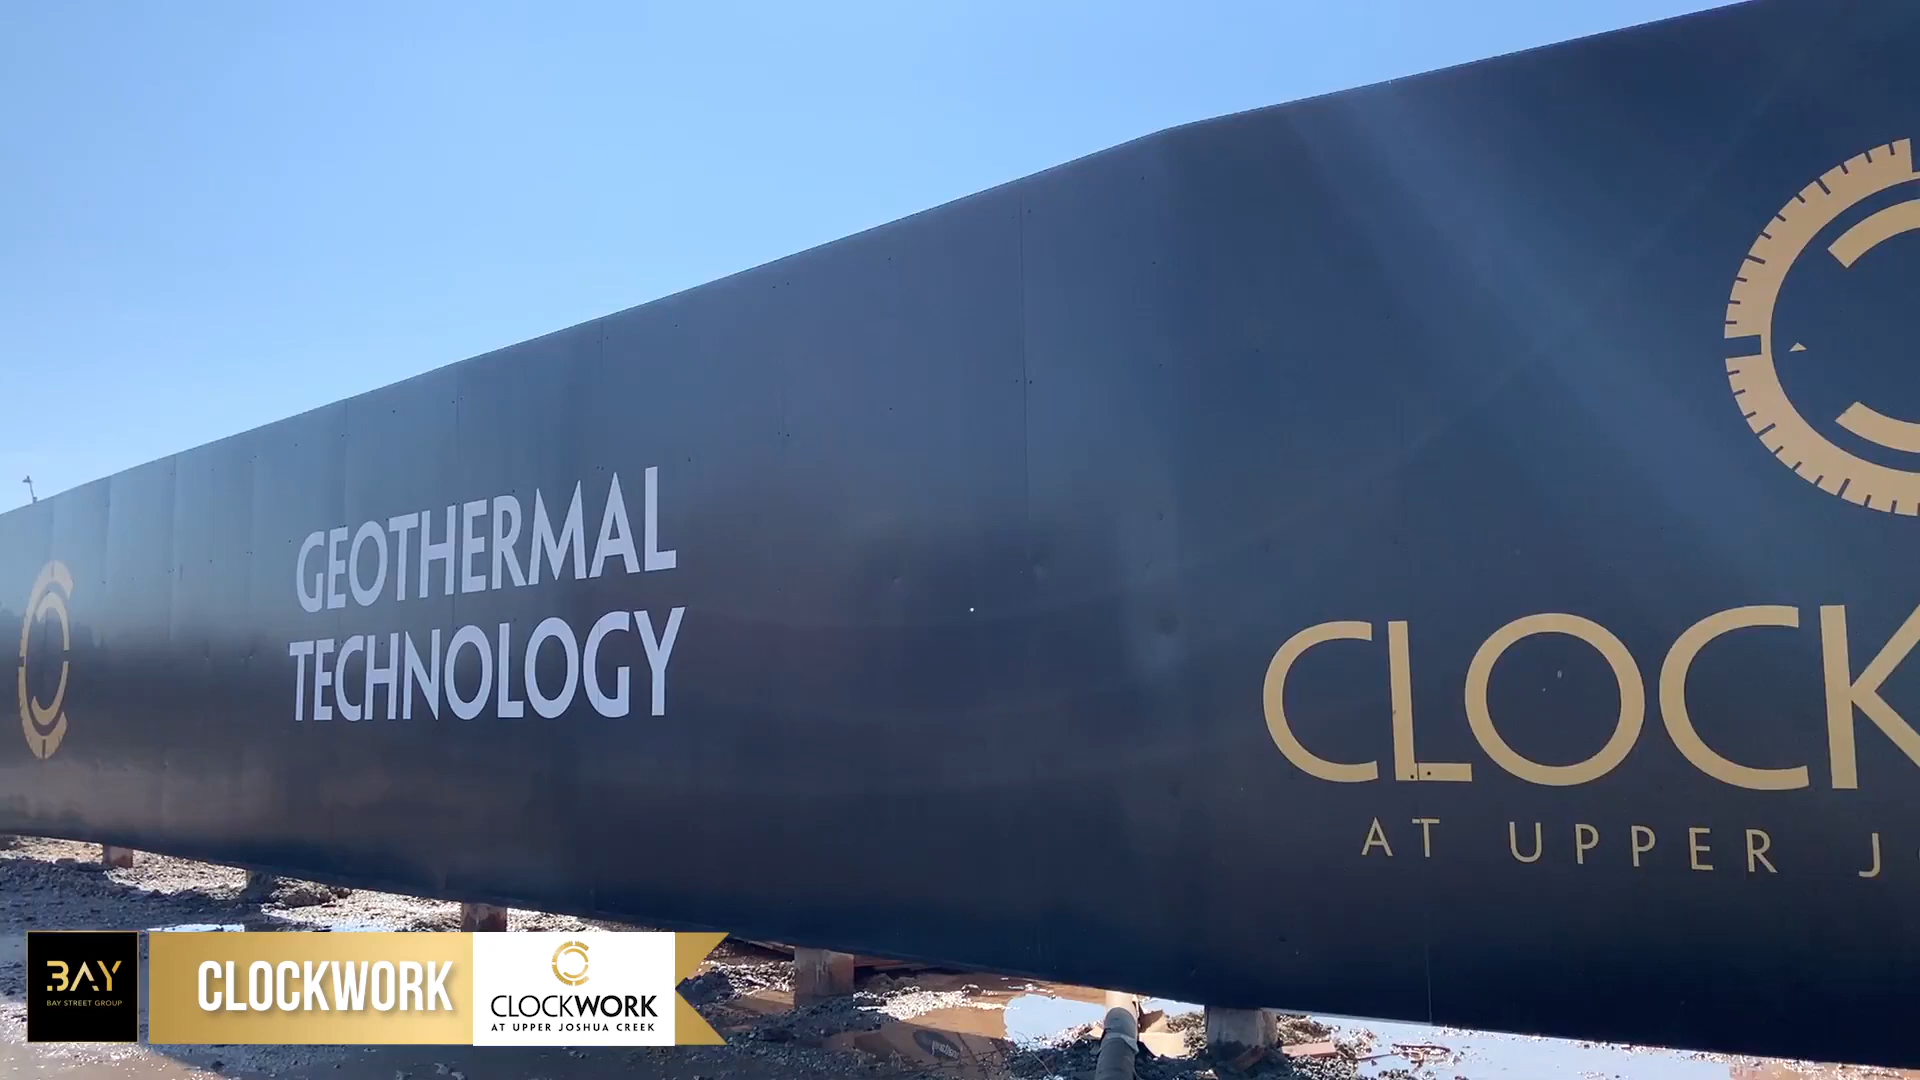 GEOTHERMAL
TECHNOLOGY
CLOCK
AT UPPER J
BAY
BAY STREET GROUP
CLOCKWORK
CLOCKWORK
AT UPPER JOSHUA CREEK